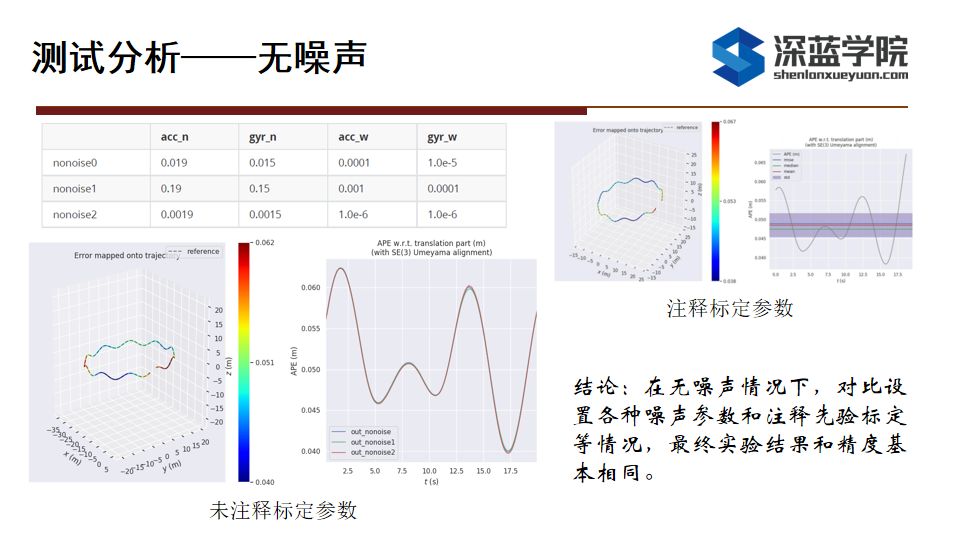 测试分析——无噪声
深蓝学院
shenlanxueyuan.com
acc_n gyr_n acc_w gyr_w
nonoise0 0.019 0.015 0.0001 1.0e-5
nonoise1 0.19 0.15 0.001 0.0001
nonoise2 0.0019 0.0015 1.0e-6 1.0e-6
Error mapped onto trajectory
reference
0.062
0.051
0.040
20
15
10
5
0
−5
−10
−15
−20
z (m)
−35
−30
−25
−20
−15
−10
−5
0
5
x (m)
−20
−15
−10
−5
0
5
10
15
20
y (m)
APE w.r.t. translation part (m)
(with SE(3) Umeyama alignment)
0.060
0.055
0.050
0.045
0.040
APE (m)
out_nonoise
out_nonoise1
out_nonoise2
2.5 5.0 7.5 10.0 12.5 15.0 17.5
t (s)
未注释标定参数
Error mapped onto trajectory
reference
0.067
0.053
0.038
25
20
15
10
5
0
−5
−10
−15
z (m)
−15
−10
−5
0
5
10
15
20
25
x (m)
y (m)
APE w.r.t. translation part (m)
(with SE(3) Umeyama alignment)
APE (m)
rmse
median
mean
std
0.065
0.060
0.055
0.050
0.045
0.040
APE (m)
0.0 2.5 5.0 7.5 10.0 12.5 15.0 17.5
t (s)
注释标定参数
结论：在无噪声情况下，对比设
置各种噪声参数和注释先验标定
等情况，最终实验结果和精度基
本相同。